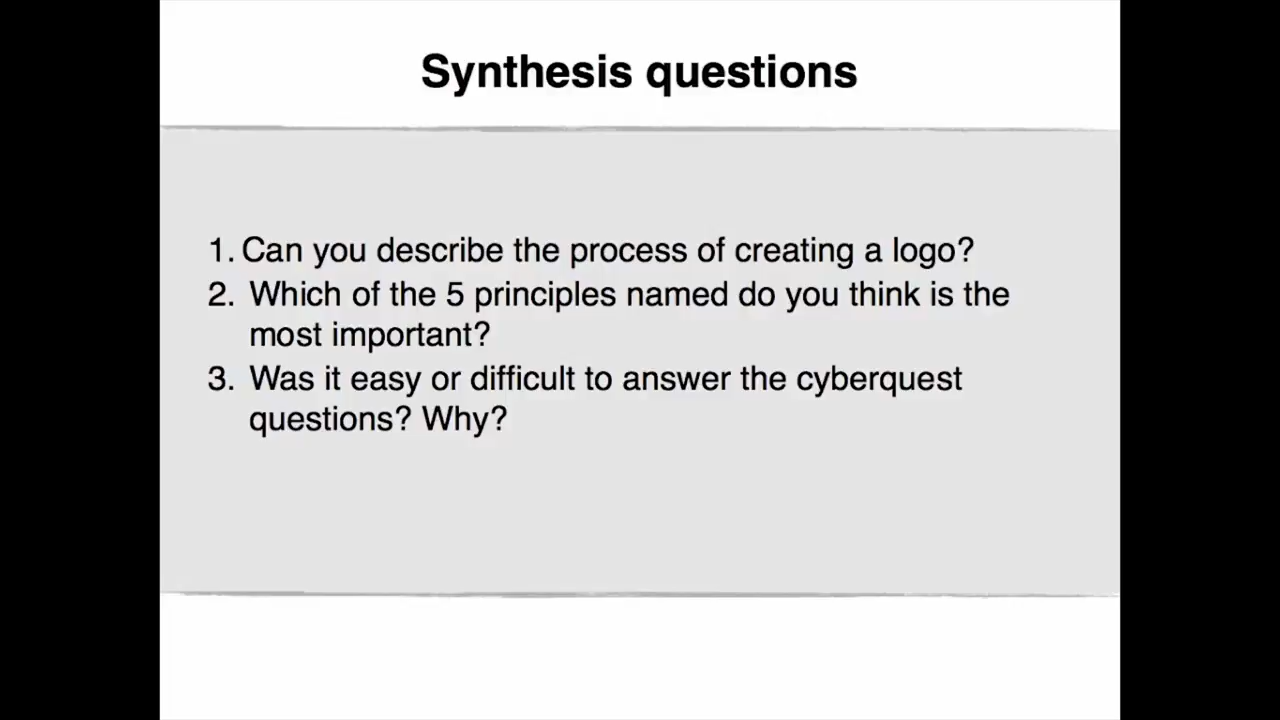 Synthesis questions
1. Can you describe the process of creating a logo?
2. Which of the 5 principles named do you think is the
most important?
3. Was it easy or difficult to answer the cyberquest
questions? Why?